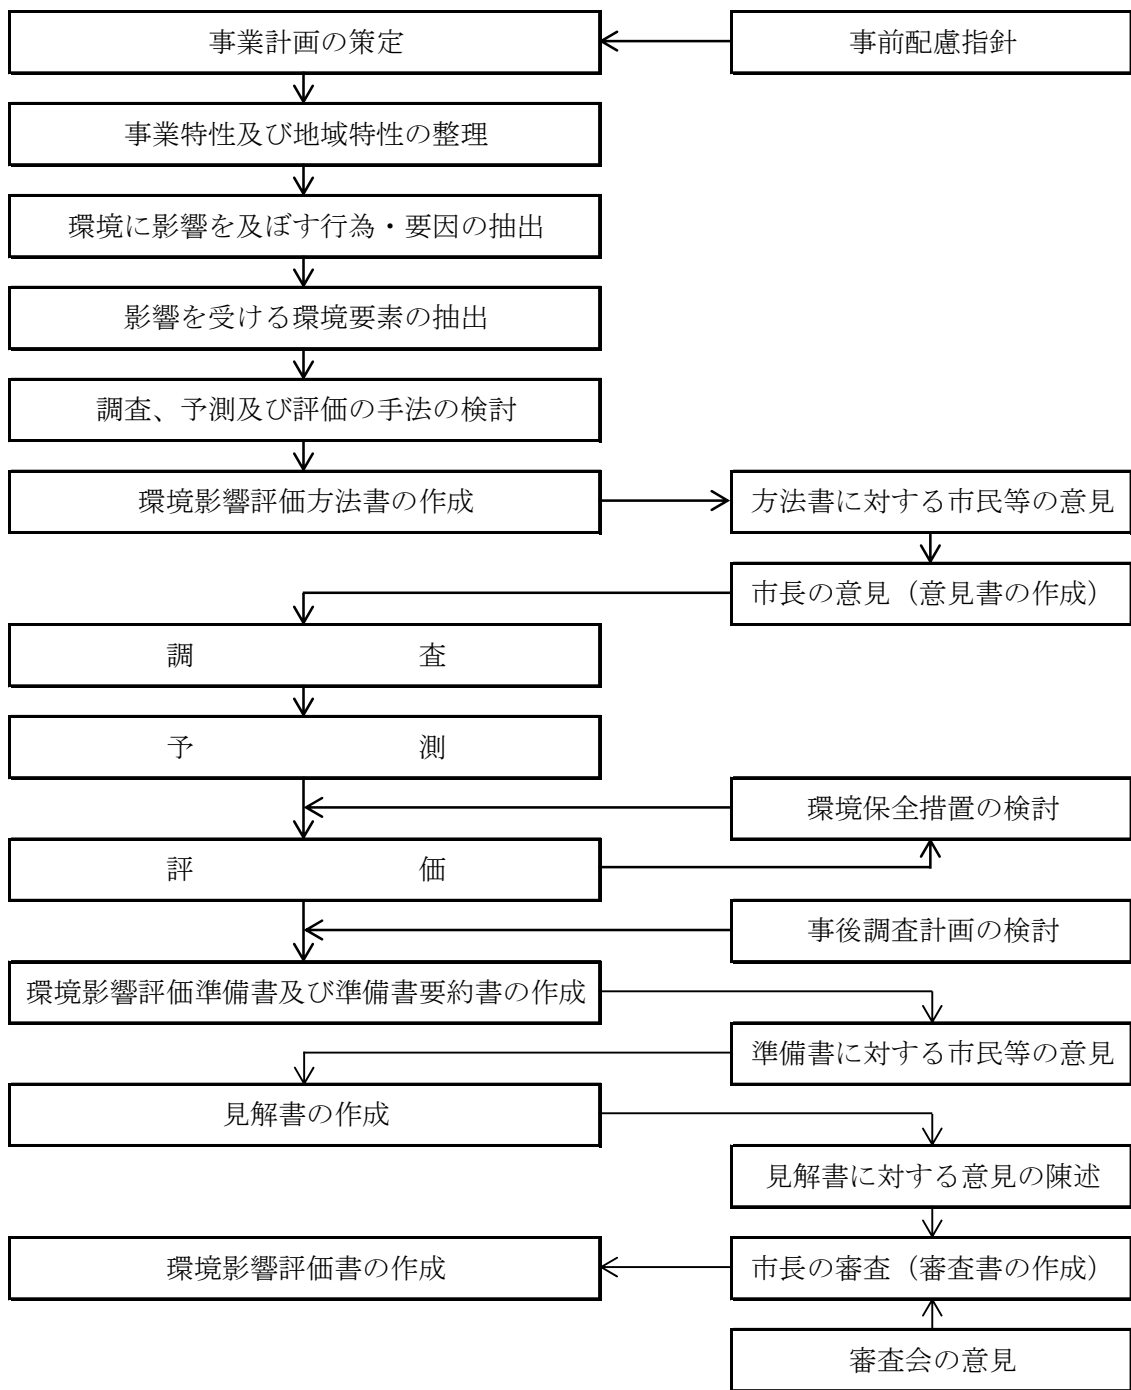 事業計画の策定
事前配慮指針
事業特性及び地域特性の整理
環境に影響を及ぼす行為・要因の抽出
影響を受ける環境要素の抽出
調査、予測及び評価の手法の検討
環境影響評価方法書の作成
方法書に対する市民等の意見
市長の意見（意見書の作成）
調　　　　　　　　査
予　　　　　　　　測
環境保全措置の検討
評　　　　　　　　価
事後調査計画の検討
環境影響評価準備書及び準備書要約書の作成
準備書に対する市民等の意見
見解書の作成
見解書に対する意見の陳述
環境影響評価書の作成
市長の審査（審査書の作成）
審査会の意見